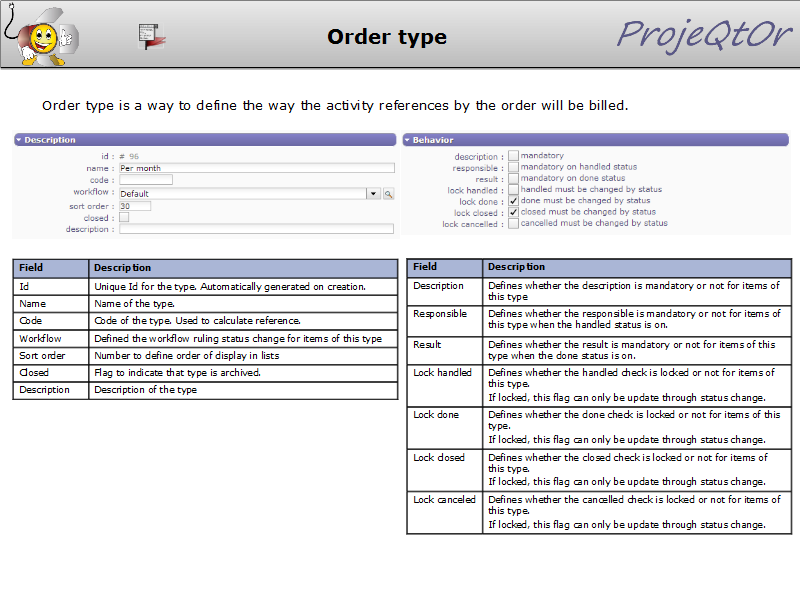 Order type
ProjeQtOr
Order type is a way to define the way the activity references by the order will be billed.
Description
id : # 96
name : Per month
code :
workflow : Default
sort order : 30
closed :
description :
Behavior
description : mandatory
responsible : mandatory on handled status
result : mandatory on done status
lock handled : handled must be changed by status
lock done : done must be changed by status
lock closed : closed must be changed by status
lock cancelled : cancelled must be changed by status
Field Description
Id Unique Id for the type. Automatically generated on creation.
Name Name of the type.
Code Code of the type. Used to calculate reference.
Workflow Defined the workflow ruling status change for items of this type
Sort order Number to define order of display in lists
Closed Flag to indicate that type is archived.
Description Description of the type
Field Description
Description Defines whether the description is mandatory or not for items of
this type
Responsible Defines whether the responsible is mandatory or not for items of
this type when the handled status is on.
Result Defines whether the result is mandatory or not for items of this
type when the done status is on.
Lock handled Defines whether the handled check is locked or not for items of
this type.
If locked, this flag can only be update through status change.
Lock done Defines whether the done check is locked or not for items of this
type.
If locked, this flag can only be update through status change.
Lock closed Defines whether the closed check is locked or not for items of
this type.
If locked, this flag can only be update through status change.
Lock canceled Defines whether the cancelled check is locked or not for items of
this type.
If locked, this flag can only be update through status change.